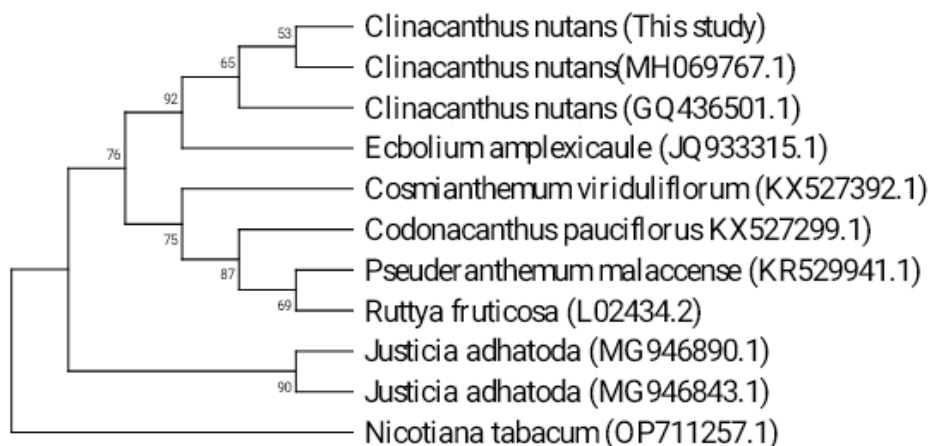 53
Clinacanthus nutans (This study)
65
Clinacanthus nutans(MH069767.1)
92
Clinacanthus nutans (GQ436501.1)
76
Ecbolium amplexicaule (JQ933315.1)
Cosmianthemum viriduliflorum (KX527392.1)
75
Codonacanthus pauciflorus KX527299.1)
87
Pseuderanthemum malaccense (KR529941.1)
69
Ruttya fruticosa (L02434.2)
Justicia adhatoda (MG946890.1)
90
Justicia adhatoda (MG946843.1)
Nicotiana tabacum (OP711257.1)